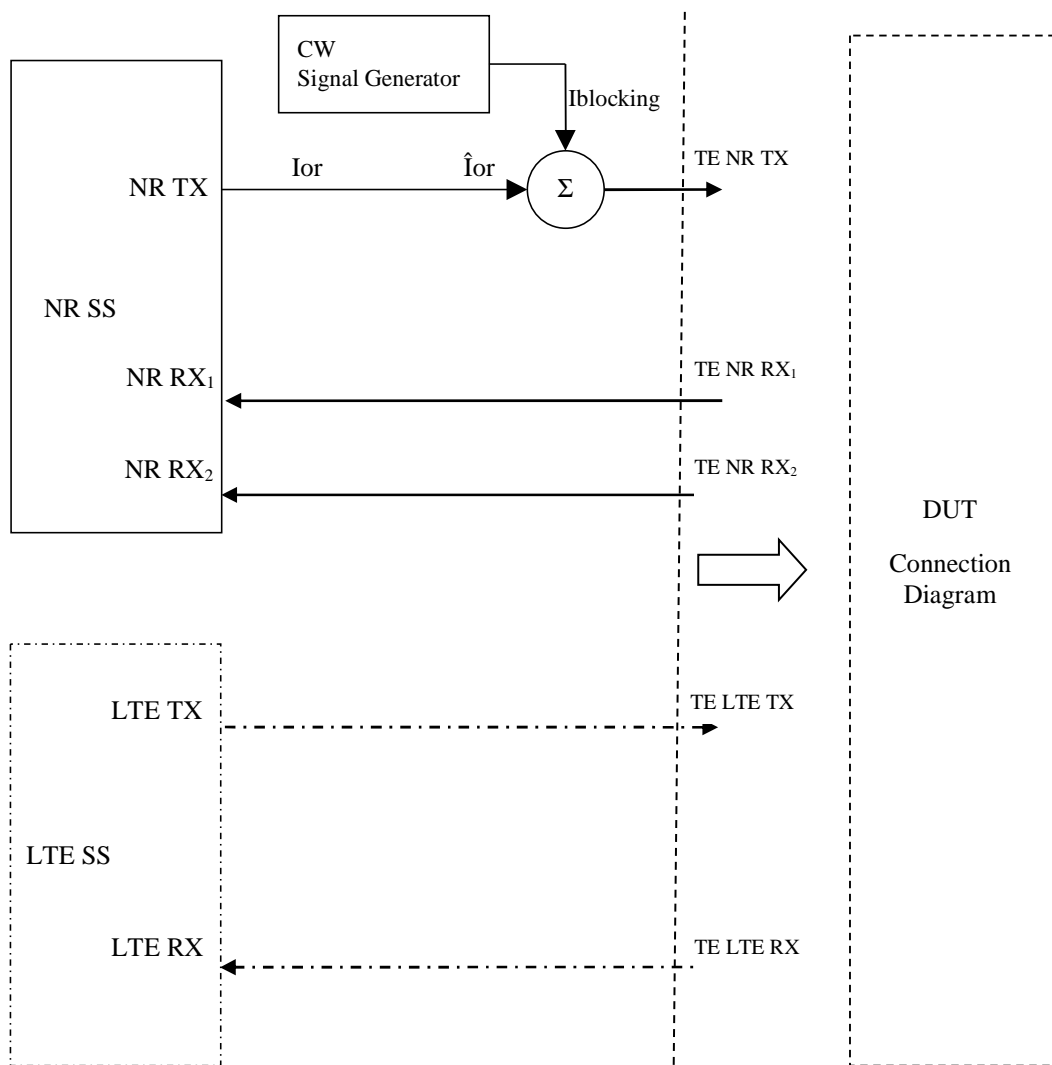 CW
Signal Generator
Iblocking
TE NR TX
NR TX
Ior
Îor
Σ
NR SS
NR RX₁
TE NR RX₁
NR RX₂
TE NR RX₂
DUT
Connection
Diagram
LTE TX
TE LTE TX
LTE SS
LTE RX
TE LTE RX